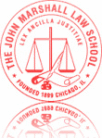 THE JOHN MARSHALL LAW SCHOOL
LEX ANCILLA JUSTITIAE
FOUNDED 1899 CHICAGO, IL